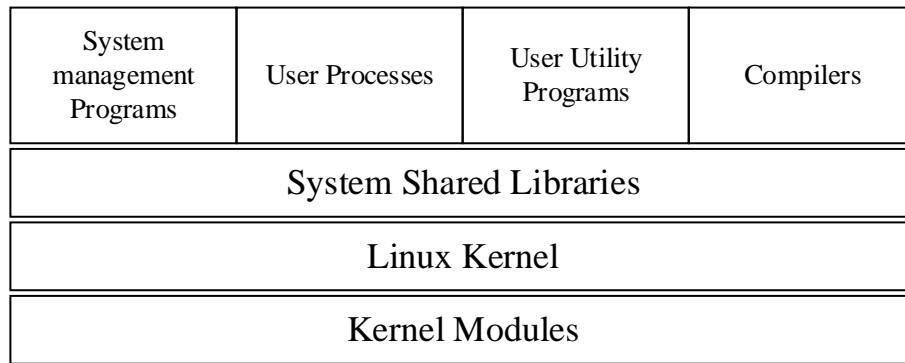 System
management
Programs
User Processes
User Utility
Programs
Compilers
System Shared Libraries
Linux Kernel
Kernel Modules